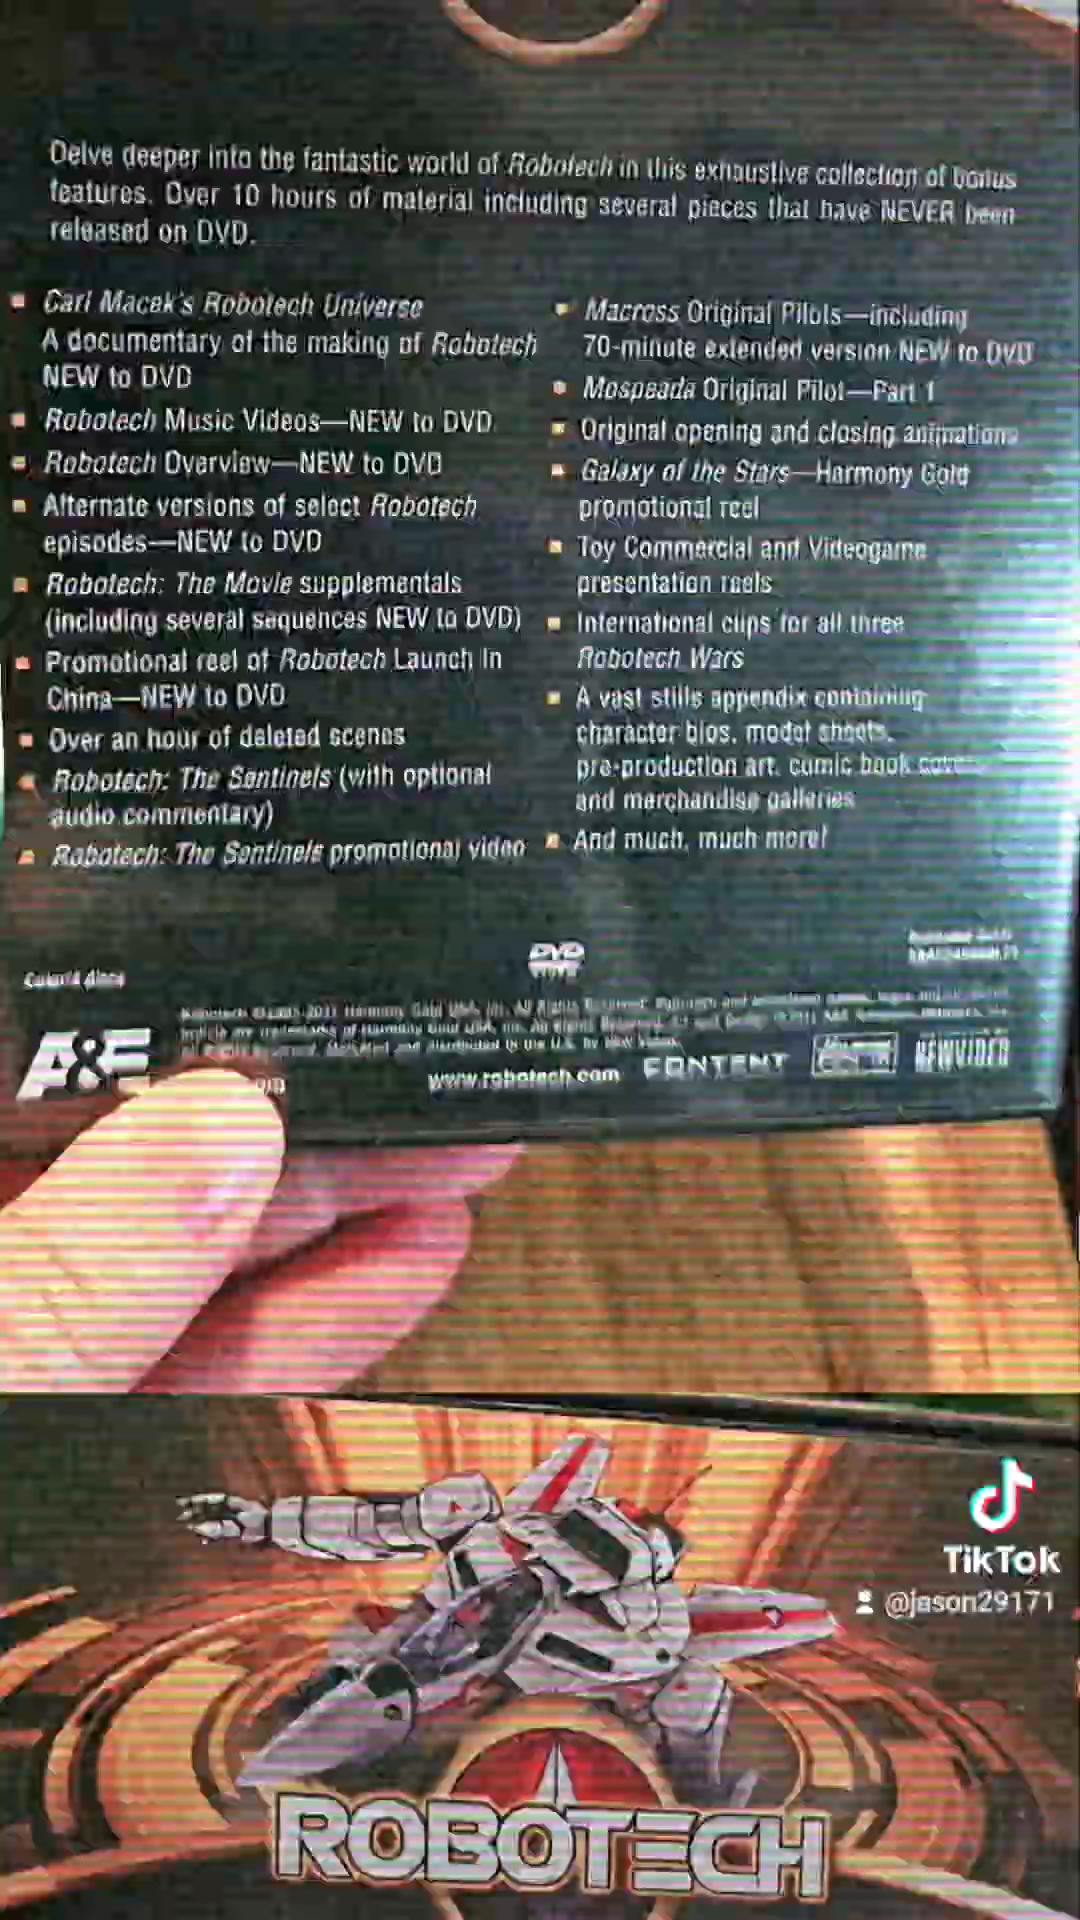 Delve deeper into the fantastic world of Robotech in this exhaustive collection of bonus
features. Over 10 hours of material including several pieces that have NEVER been
released on DVD.
Carl Macek's Robotech Universe
A documentary of the making of Robotech
NEW to DVD
Robotech Music Videos—NEW to DVD
Robotech Overview—NEW to DVD
Alternate versions of select Robotech
episodes—NEW to DVD
Robotech: The Movie supplementals
(including several sequences NEW to DVD)
Promotional reel of Robotech Launch in
China—NEW to DVD
Over an hour of deleted scenes
Robotech: The Sentinels (with optional
audio commentary)
Robotech: The Sentinels promotional video
Macross Original Pilots—including
70-minute extended version NEW to DVD
Mospeada Original Pilot—Part 1
Original opening and closing animations
Galaxy of the Stars—Harmony Gold
promotional reel
Toy Commercial and Videogame
presentation reels
International clips for all three
Robotech Wars
A vast stills appendix containing
character bios, model sheets,
pre-production art, comic book covers
and merchandise galleries
And much, much more!
DVD
A&E
www.robotech.com
CONTENT
NEWVIDEO
TikTok
@jason29171
ROBOTECH